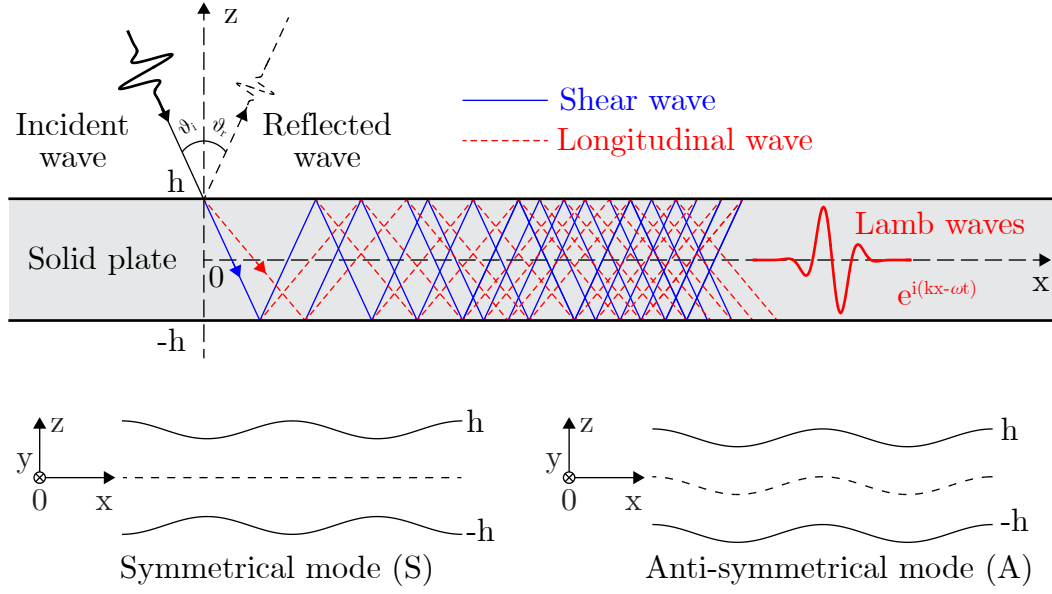 z
Incident
wave
ϑi
ϑr
Reflected
wave
Shear wave
Longitudinal wave
h
Solid plate
0
Lamb waves
e^i(kx-ωt)
x
-h
z
y
0
x
h
-h
Symmetrical mode (S)
z
y
0
x
h
-h
Anti-symmetrical mode (A)